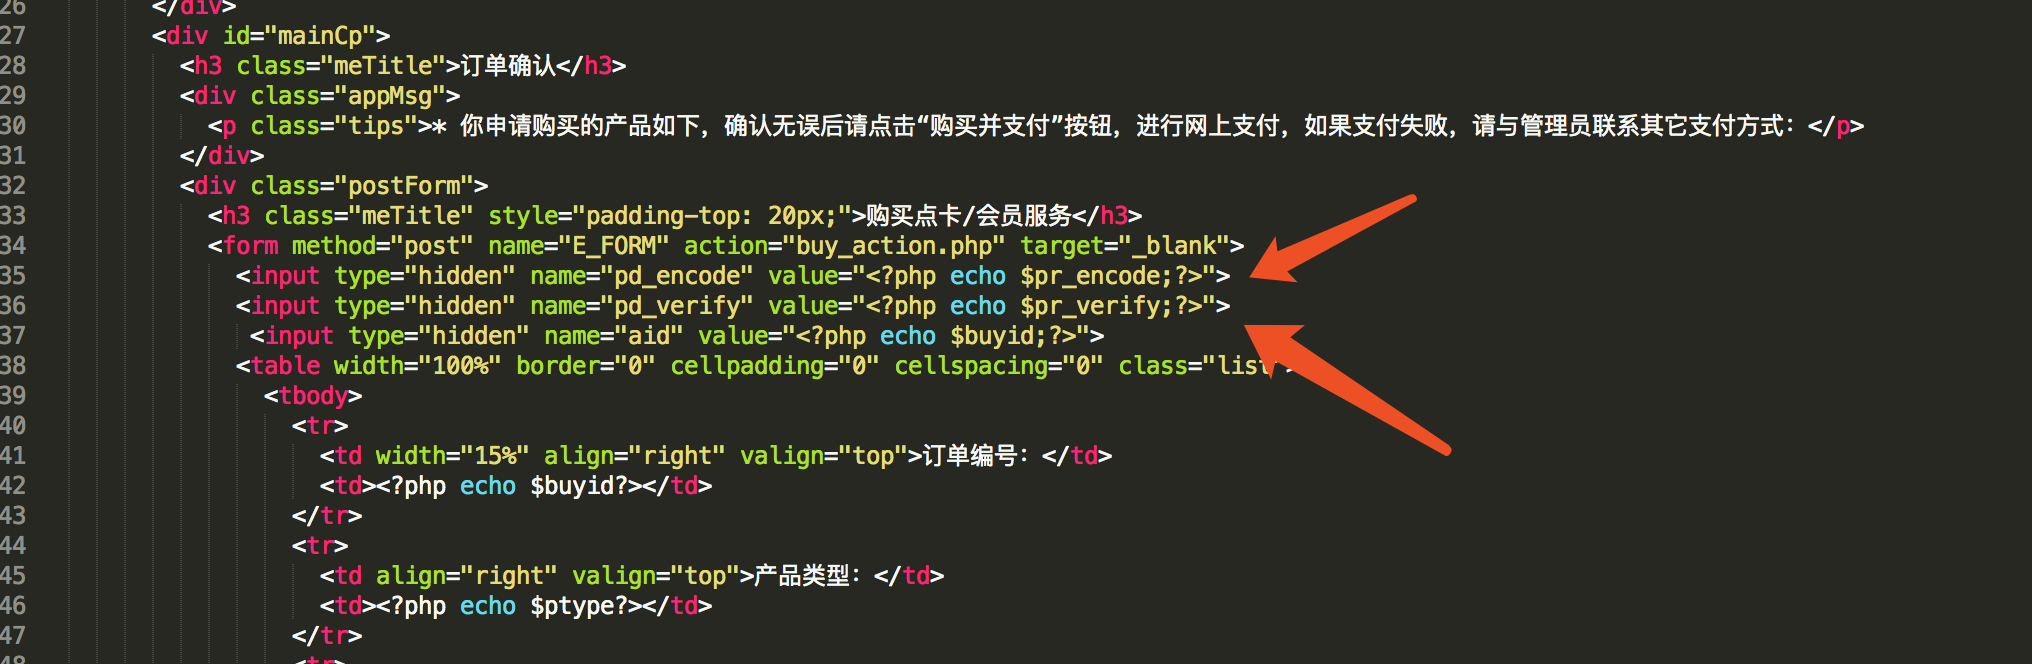 26 </div>
27 <div id="mainCp">
28 <h3 class="meTitle">订单确认</h3>
29 <div class="appMsg">
30 <p class="tips">* 你申请购买的产品如下，确认无误后请点击“购买并支付”按钮，进行网上支付，如果支付失败，请与管理员联系其它支付方式：</p>
31 </div>
32 <div class="postForm">
33 <h3 class="meTitle" style="padding-top: 20px;">购买点卡/会员服务</h3>
34 <form method="post" name="E_FORM" action="buy_action.php" target="_blank">
35 <input type="hidden" name="pd_encode" value="<?php echo $pr_encode;?>">
36 <input type="hidden" name="pd_verify" value="<?php echo $pr_verify;?>">
37 <input type="hidden" name="aid" value="<?php echo $buyid;?>">
38 <table width="100%" border="0" cellpadding="0" cellspacing="0" class="list">
39 <tbody>
40 <tr>
41 <td width="15%" align="right" valign="top">订单编号：</td>
42 <td><?php echo $buyid?></td>
43 </tr>
44 <tr>
45 <td align="right" valign="top">产品类型：</td>
46 <td><?php echo $ptype?></td>
47 </tr>
48 <tr>